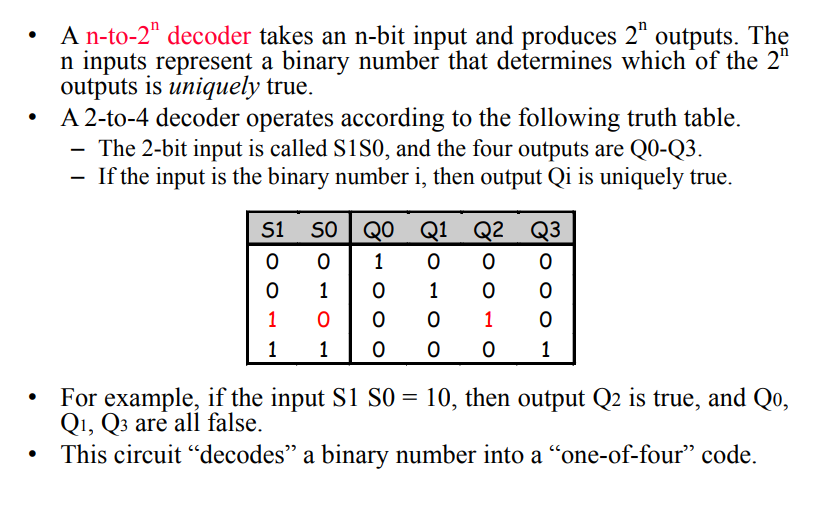 • A n-to-2ⁿ decoder takes an n-bit input and produces 2ⁿ outputs. The
n inputs represent a binary number that determines which of the 2ⁿ
outputs is uniquely true.
• A 2-to-4 decoder operates according to the following truth table.
– The 2-bit input is called S1S0, and the four outputs are Q0-Q3.
– If the input is the binary number i, then output Qi is uniquely true.
S1 S0 Q0 Q1 Q2 Q3
0 0 1 0 0 0
0 1 0 1 0 0
1 0 0 0 1 0
1 1 0 0 0 1
• For example, if the input S1 S0 = 10, then output Q2 is true, and Q0,
Q1, Q3 are all false.
• This circuit “decodes” a binary number into a “one-of-four” code.